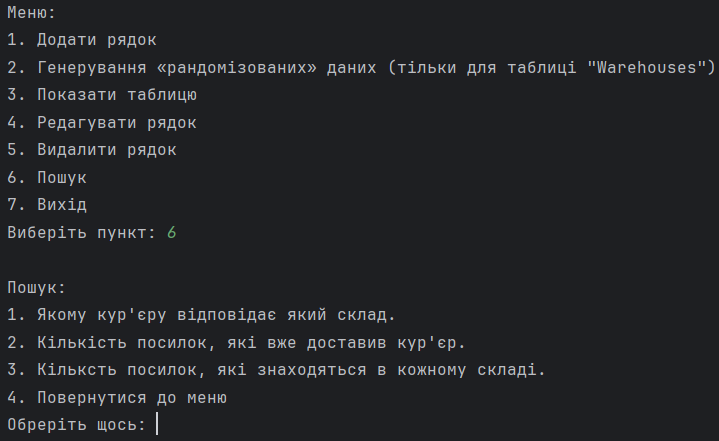 Меню:
1. Додати рядок
2. Генерування «рандомізованих» даних (тільки для таблиці "Warehouses")
3. Показати таблицю
4. Редагувати рядок
5. Видалити рядок
6. Пошук
7. Вихід
Виберіть пункт: 6
Пошук:
1. Якому кур'єру відповідає який склад.
2. Кількість посилок, які вже доставив кур'єр.
3. Кільксть посилок, які знаходяться в кожному складі.
4. Повернутися до меню
Обреріть щось: